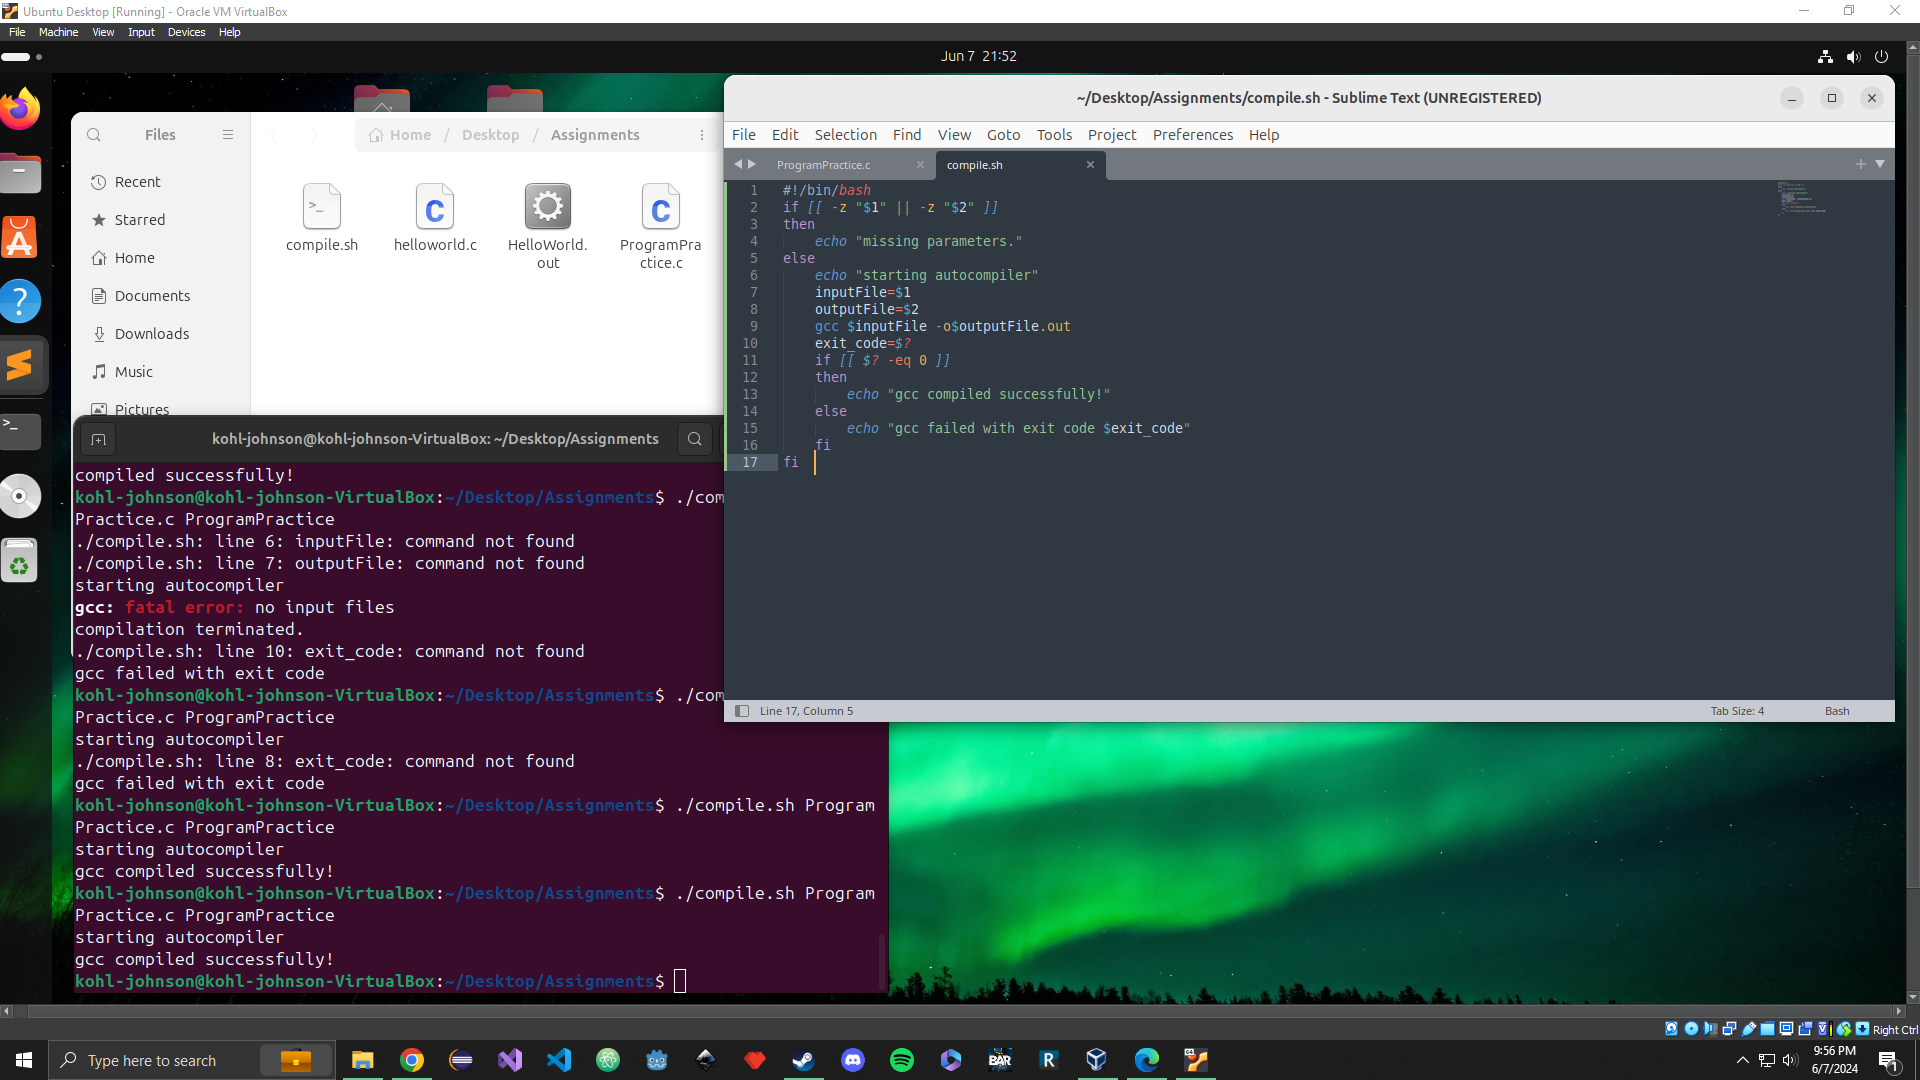 Ubuntu Desktop [Running] - Oracle VM VirtualBox
File Machine View Input Devices Help
Jun 7 21:52
Files
Home / Desktop / Assignments
Recent
Starred
Home
Documents
Downloads
Music
Pictures
compile.sh
helloworld.c
HelloWorld.
out
ProgramPra
ctice.c
~/Desktop/Assignments/compile.sh - Sublime Text (UNREGISTERED)
File Edit Selection Find View Goto Tools Project Preferences Help
ProgramPractice.c
compile.sh
1 #!/bin/bash
2 if [[ -z "$1" || -z "$2" ]]
3 then
4 echo "missing parameters."
5 else
6 echo "starting autocompiler"
7 inputFile=$1
8 outputFile=$2
9 gcc $inputFile -o$outputFile.out
10 exit_code=$?
11 if [[ $? -eq 0 ]]
12 then
13 echo "gcc compiled successfully!"
14 else
15 echo "gcc failed with exit code $exit_code"
16 fi
17 fi
Line 17, Column 5
Tab Size: 4
Bash
kohl-johnson@kohl-johnson-VirtualBox: ~/Desktop/Assignments
compiled successfully!
kohl-johnson@kohl-johnson-VirtualBox:~/Desktop/Assignments$ ./com
Practice.c ProgramPractice
./compile.sh: line 6: inputFile: command not found
./compile.sh: line 7: outputFile: command not found
starting autocompiler
gcc: fatal error: no input files
compilation terminated.
./compile.sh: line 10: exit_code: command not found
gcc failed with exit code
kohl-johnson@kohl-johnson-VirtualBox:~/Desktop/Assignments$ ./com
Practice.c ProgramPractice
starting autocompiler
./compile.sh: line 8: exit_code: command not found
gcc failed with exit code
kohl-johnson@kohl-johnson-VirtualBox:~/Desktop/Assignments$ ./compile.sh Program
Practice.c ProgramPractice
starting autocompiler
gcc compiled successfully!
kohl-johnson@kohl-johnson-VirtualBox:~/Desktop/Assignments$ ./compile.sh Program
Practice.c ProgramPractice
starting autocompiler
gcc compiled successfully!
kohl-johnson@kohl-johnson-VirtualBox:~/Desktop/Assignments$
Right Ctrl
Type here to search
BAR
R
9:56 PM
6/7/2024
1